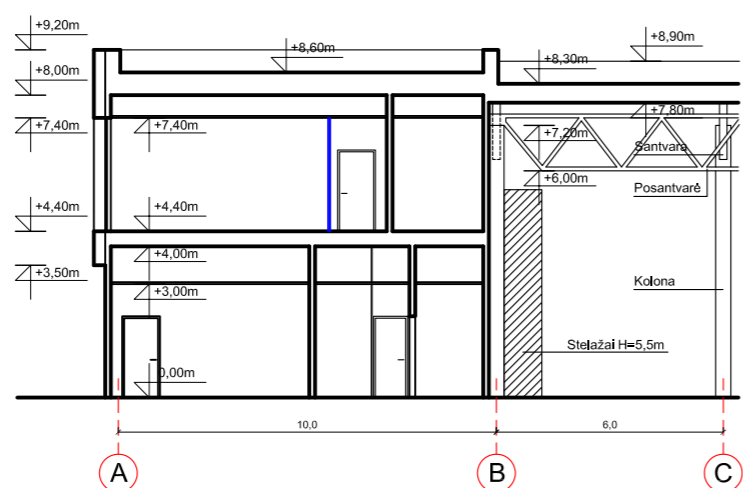 +9,20m
+8,60m
+8,90m
+8,00m
+8,30m
+7,40m
+7,40m
+7,80m
+7,20m
Santvara
+6,00m
Posantvarė
+4,40m
+4,40m
+4,00m
+3,50m
+3,00m
Kolona
Stelažai H=5,5m
0,00m
10,0
6,0
A
B
C